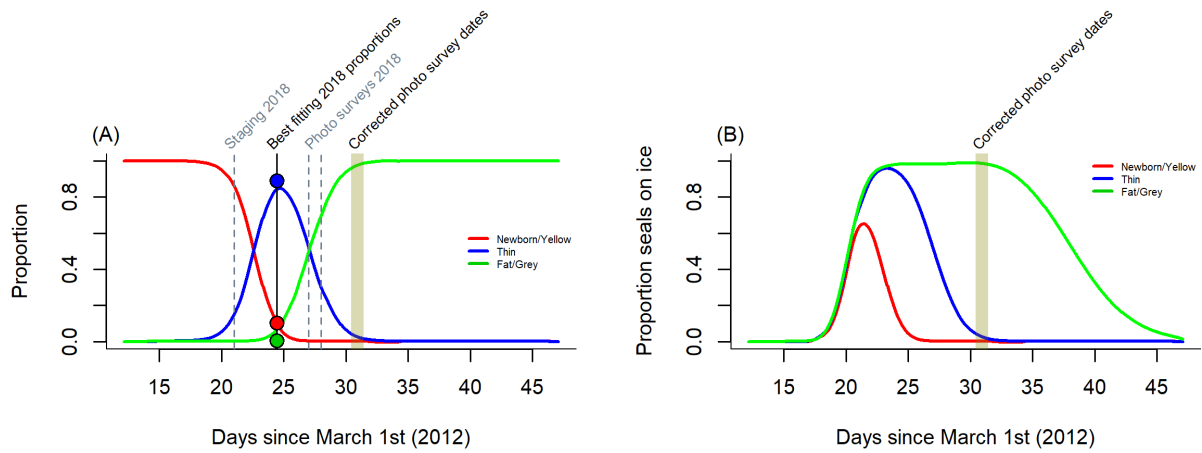 (A)
Staging 2018
Best fitting 2018 proportions
Photo surveys 2018
Corrected photo survey dates
Proportion
0.0
0.4
0.8
Newborn/Yellow
Thin
Fat/Grey
15 20 25 30 35 40 45
Days since March 1st (2012)
(B)
Corrected photo survey dates
Proportion seals on ice
0.0
0.4
0.8
Newborn/Yellow
Thin
Fat/Grey
15 20 25 30 35 40 45
Days since March 1st (2012)